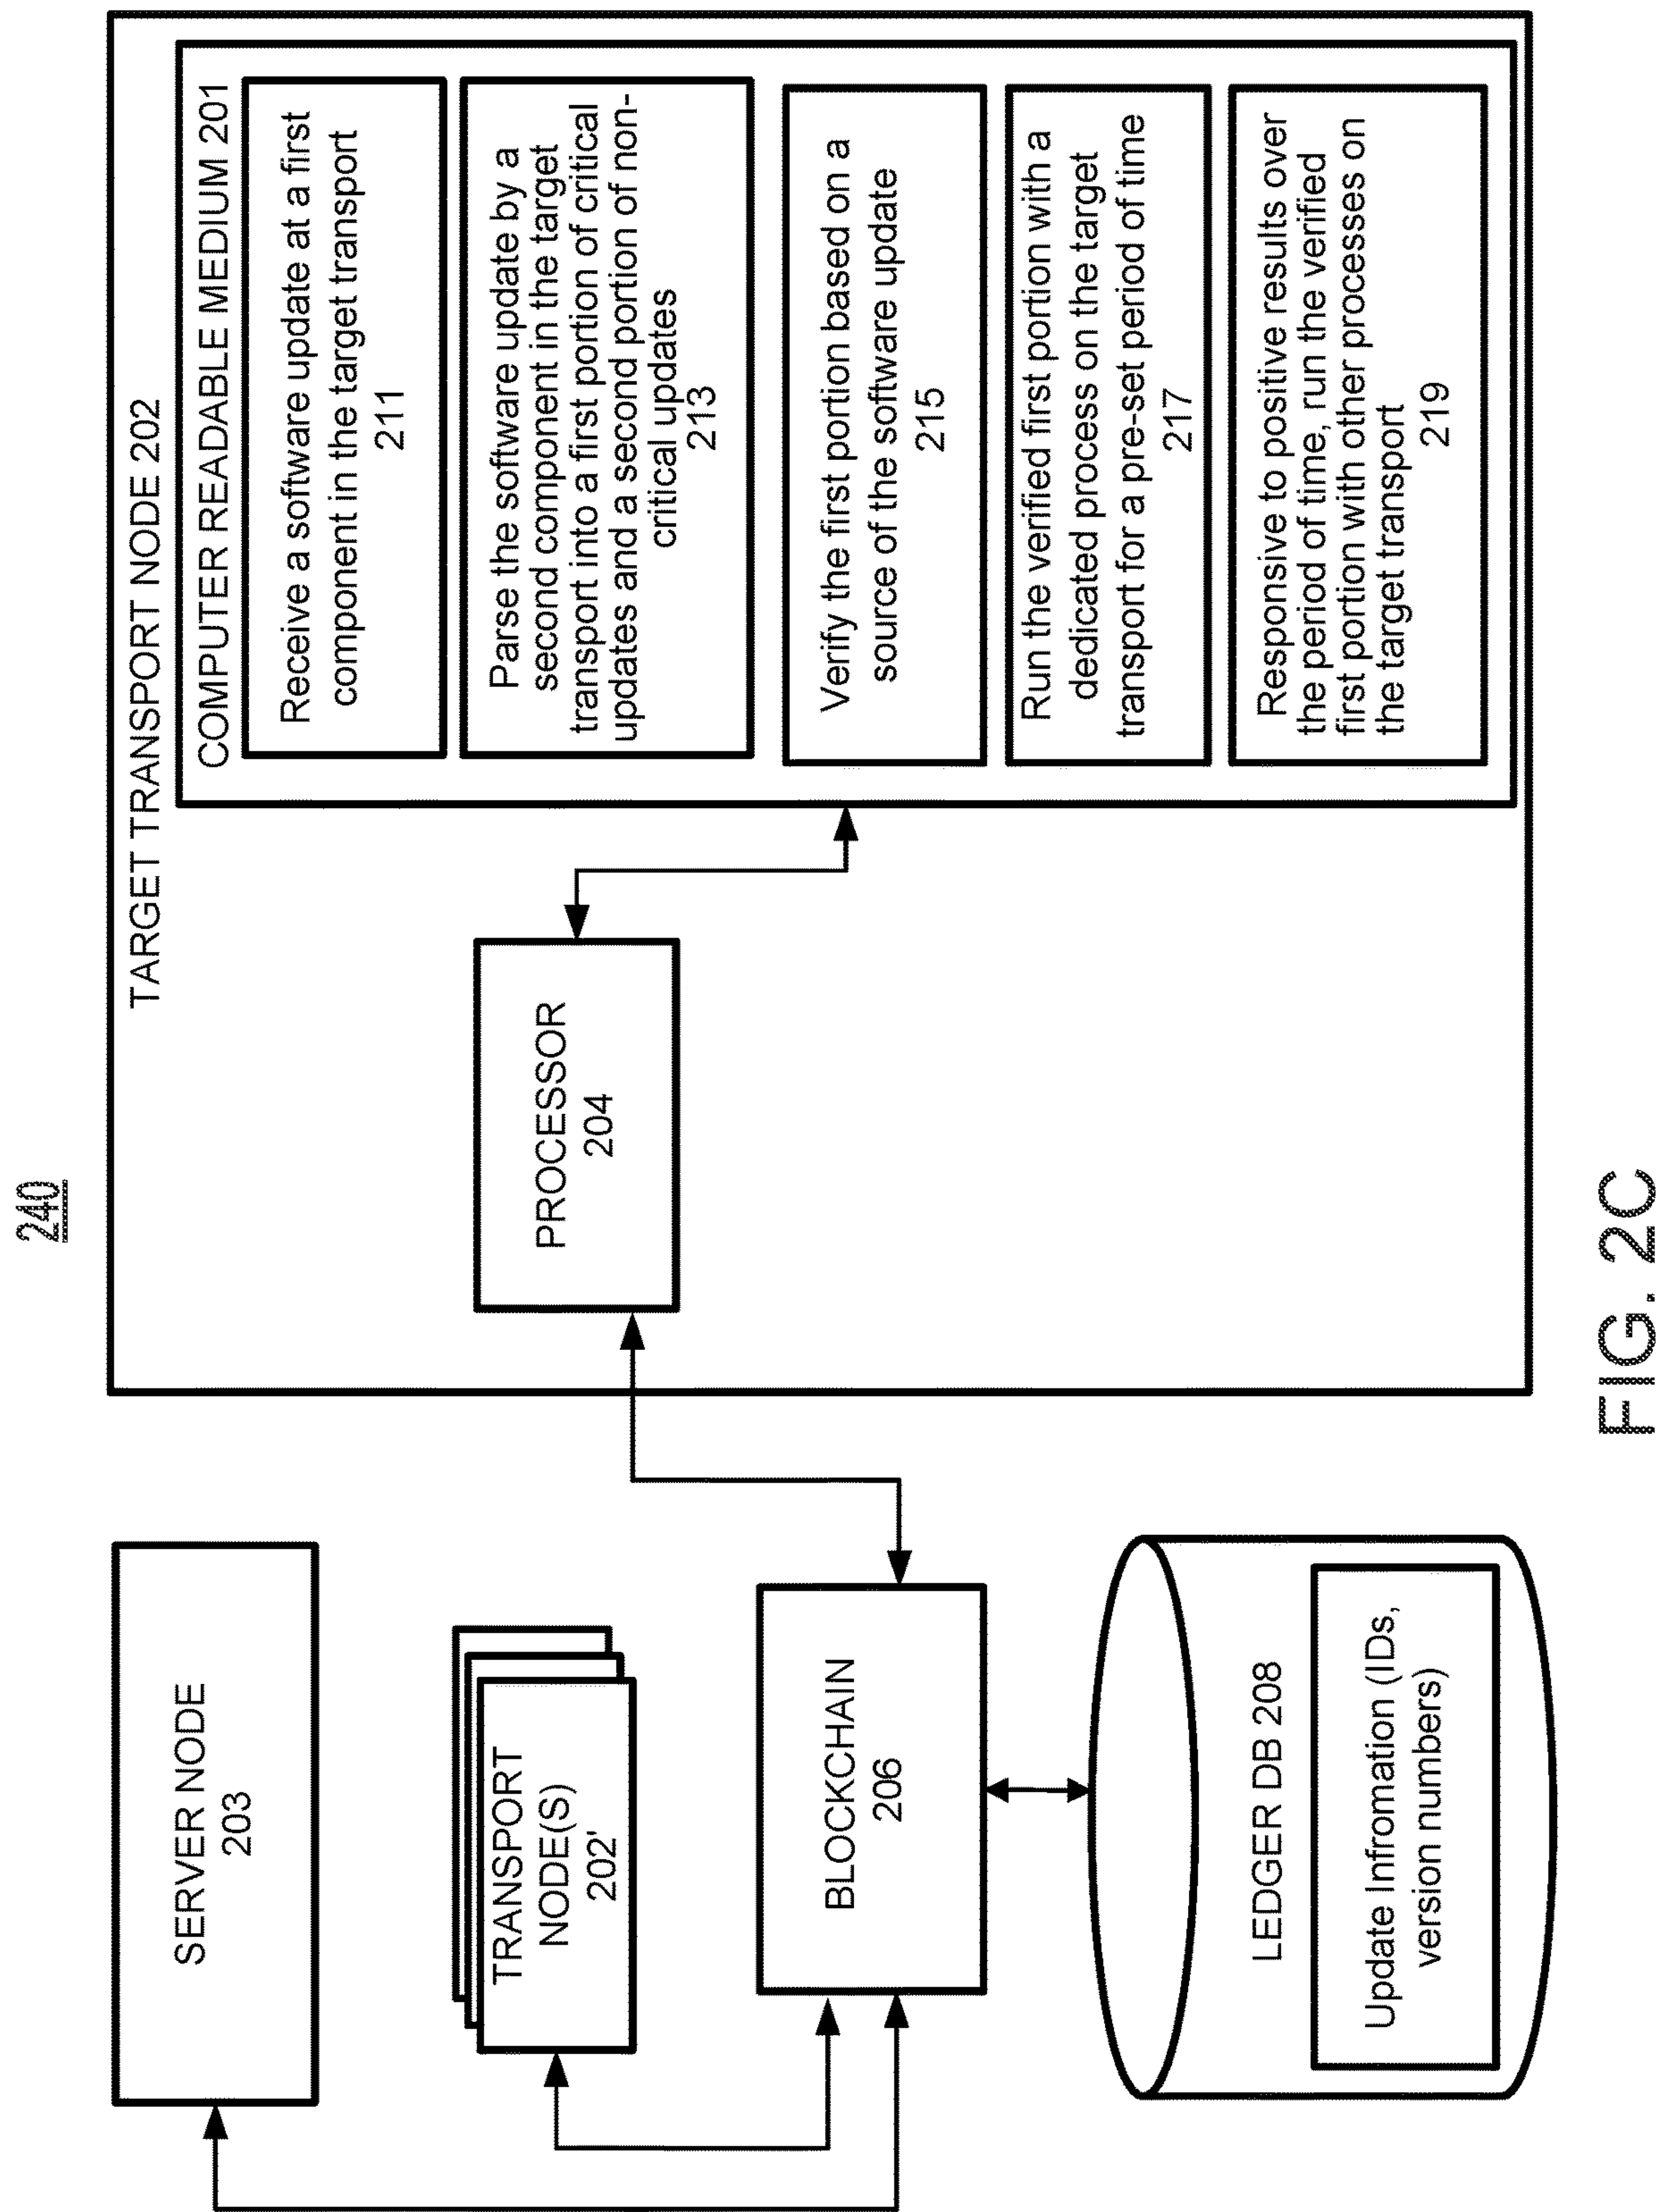 240
SERVER NODE
203
TRANSPORT
NODE(S)
202'
BLOCKCHAIN
206
LEDGER DB 208
Update Infromation (IDs,
version numbers)
TARGET TRANSPORT NODE 202
PROCESSOR
204
COMPUTER READABLE MEDIUM 201
Receive a software update at a first
component in the target transport
211
Parse the software update by a
second component in the target
transport into a first portion of critical
updates and a second portion of non-
critical updates
213
Verify the first portion based on a
source of the software update
215
Run the verified first portion with a
dedicated process on the target
transport for a pre-set period of time
217
Responsive to positive results over
the period of time, run the verified
first portion with other processes on
the target transport
219
FIG. 2C